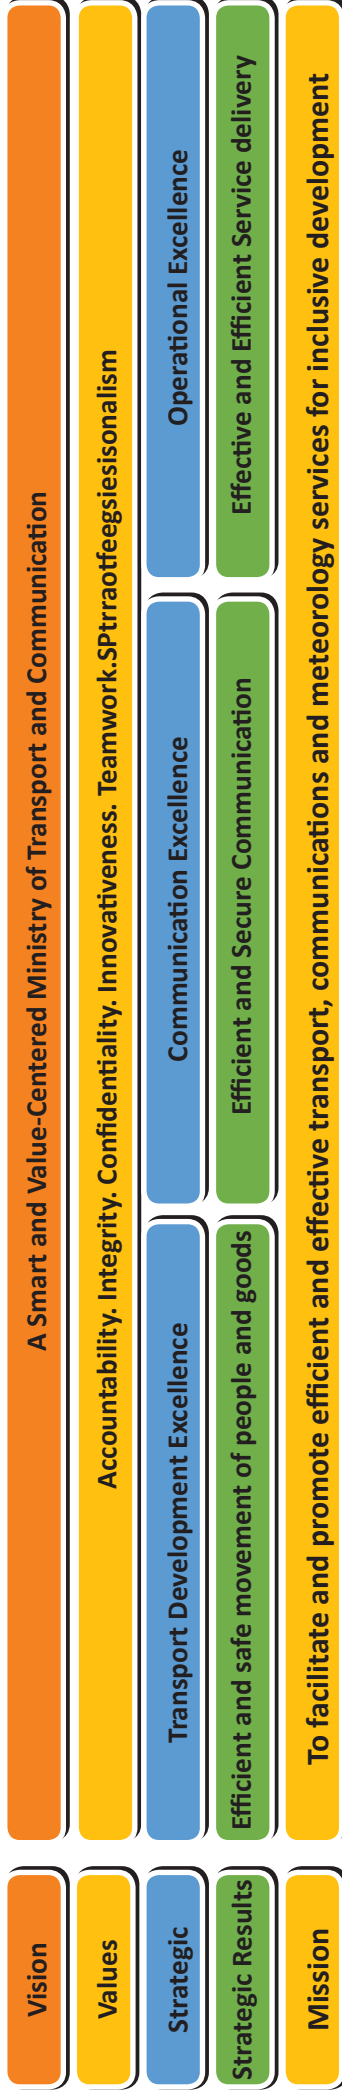 Vision
A Smart and Value-Centered Ministry of Transport and Communication
Values
Accountability. Integrity. Confidentiality. Innovativeness. Teamwork.SPtrraotfeegsiesisonalism
Strategic
Transport Development Excellence
Communication Excellence
Operational Excellence
Strategic Results
Efficient and safe movement of people and goods
Efficient and Secure Communication
Effective and Efficient Service delivery
Mission
To facilitate and promote efficient and effective transport, communications and meteorology services for inclusive development